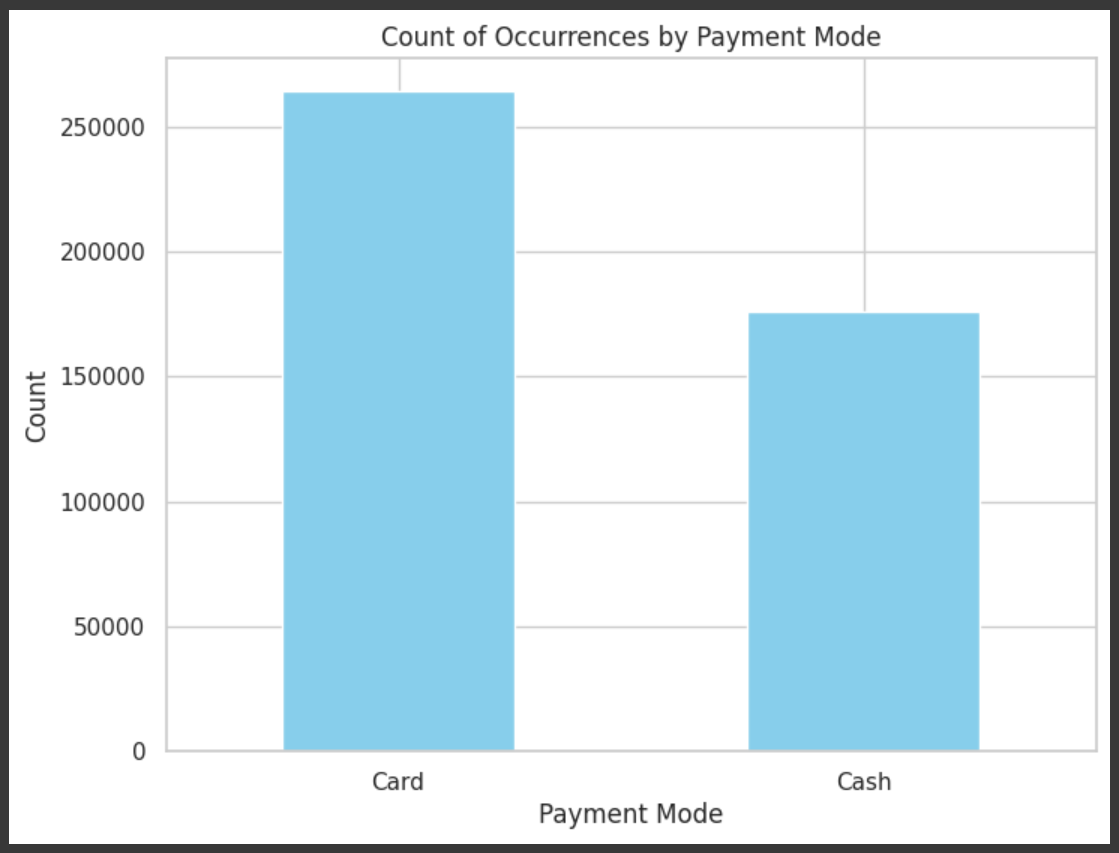 Count of Occurrences by Payment Mode
250000
200000
150000
100000
50000
0
Count
Card Cash
Payment Mode